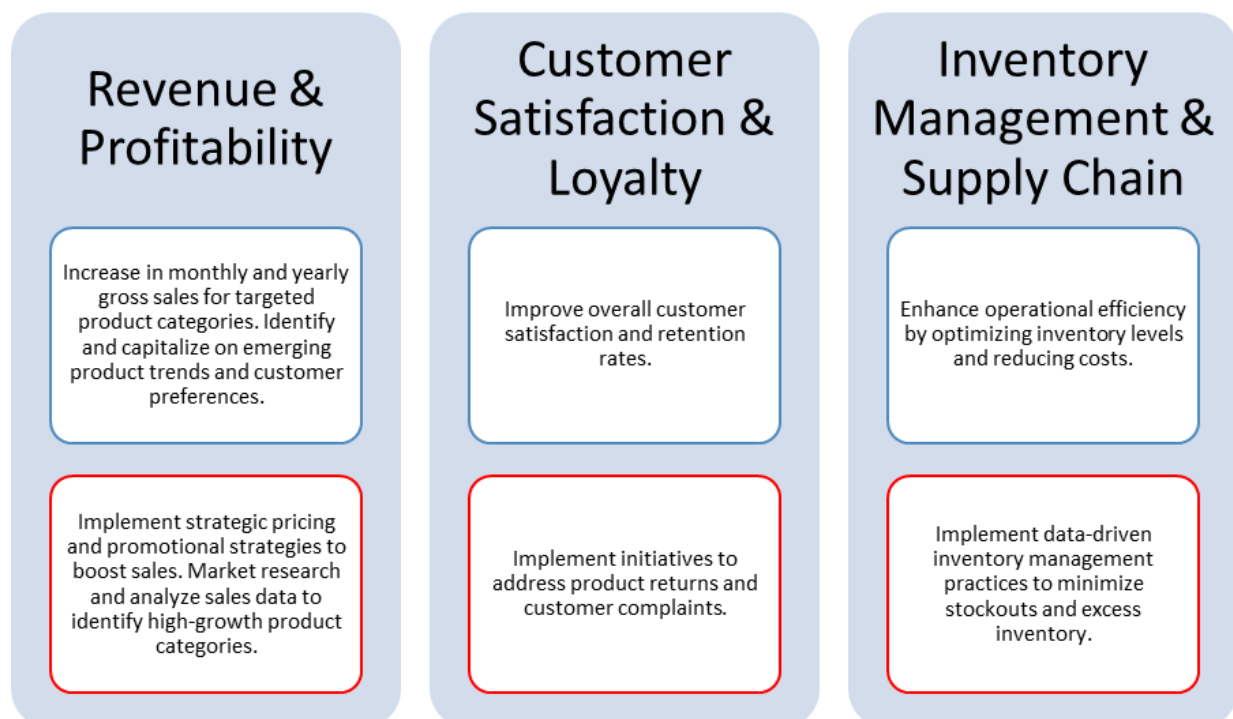 Revenue &
Profitability
Increase in monthly and yearly
gross sales for targeted
product categories. Identify
and capitalize on emerging
product trends and customer
preferences.
Implement strategic pricing
and promotional strategies to
boost sales. Market research
and analyze sales data to
identify high-growth product
categories.
Customer
Satisfaction &
Loyalty
Improve overall customer
satisfaction and retention
rates.
Implement initiatives to
address product returns and
customer complaints.
Inventory
Management &
Supply Chain
Enhance operational efficiency
by optimizing inventory levels
and reducing costs.
Implement data-driven
inventory management
practices to minimize
stockouts and excess
inventory.